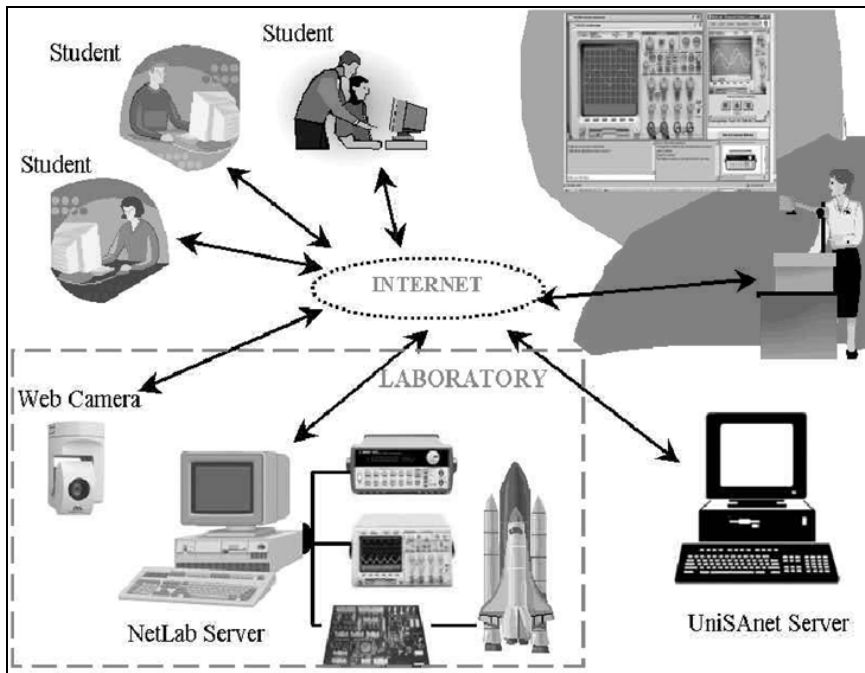 Student
Student
Student
INTERNET
LABORATORY
Web Camera
NetLab Server
UniSAnet Server